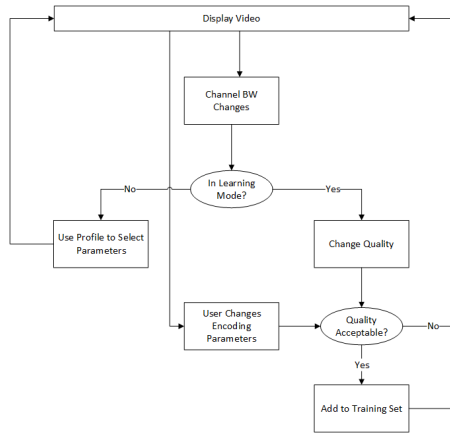 Display Video
Channel BW
Changes
In Learning
Mode?
No
Yes
Use Profile to Select
Parameters
Change Quality
User Changes
Encoding
Parameters
Quality
Acceptable?
No
Yes
Add to Training Set